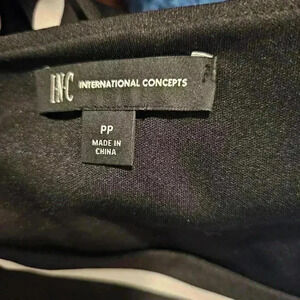 I·N·C INTERNATIONAL CONCEPTS
PP
MADE IN
CHINA